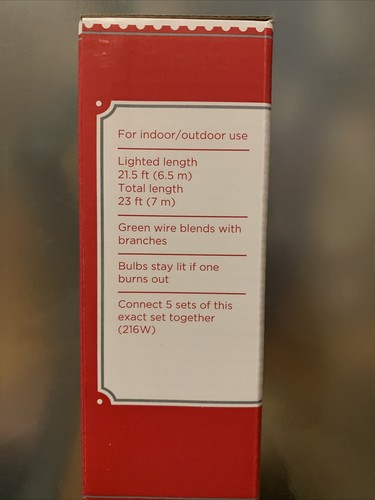 For indoor/outdoor use
Lighted length
21.5 ft (6.5 m)
Total length
23 ft (7 m)
Green wire blends with
branches
Bulbs stay lit if one
burns out
Connect 5 sets of this
exact set together
(216W)